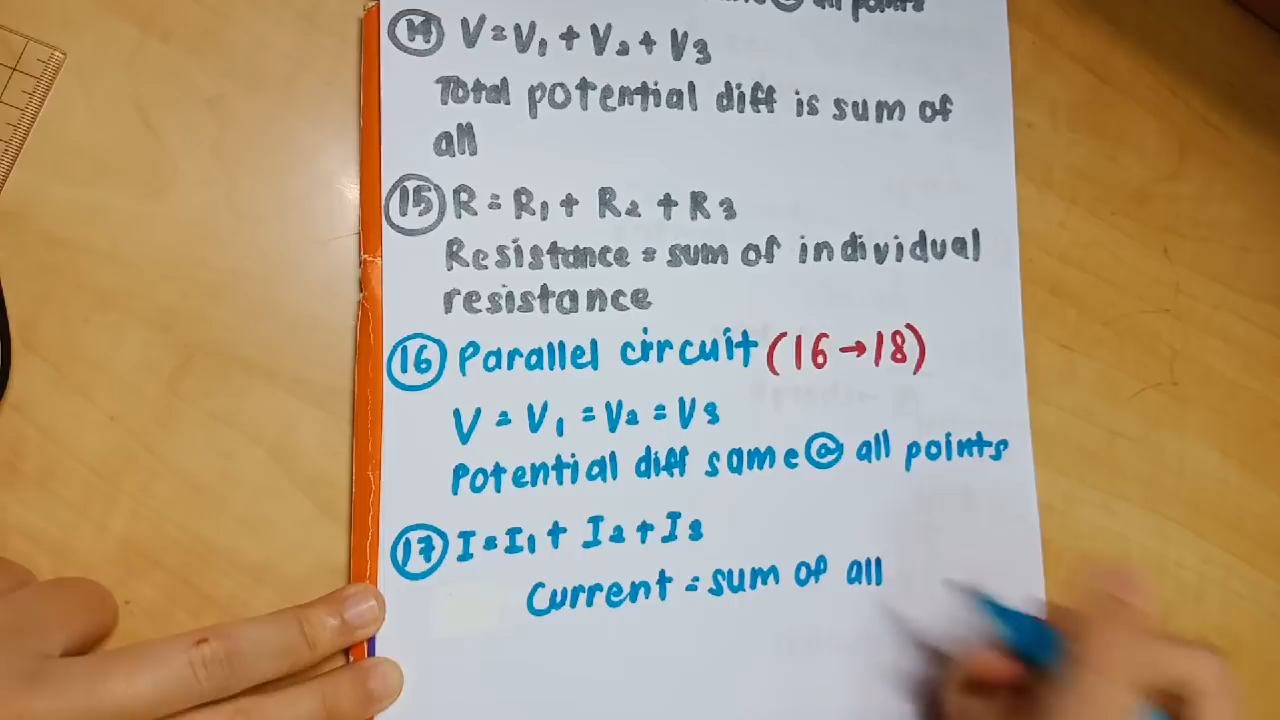 @ all points
14 V = V1 + V2 + V3
Total potential diff is sum of
all
15 R = R1 + R2 + R3
Resistance = sum of individual
resistance
16 Parallel circuit (16 → 18)
V = V1 = V2 = V3
Potential diff same @ all points
17 I = I1 + I2 + I3
Current = sum of all